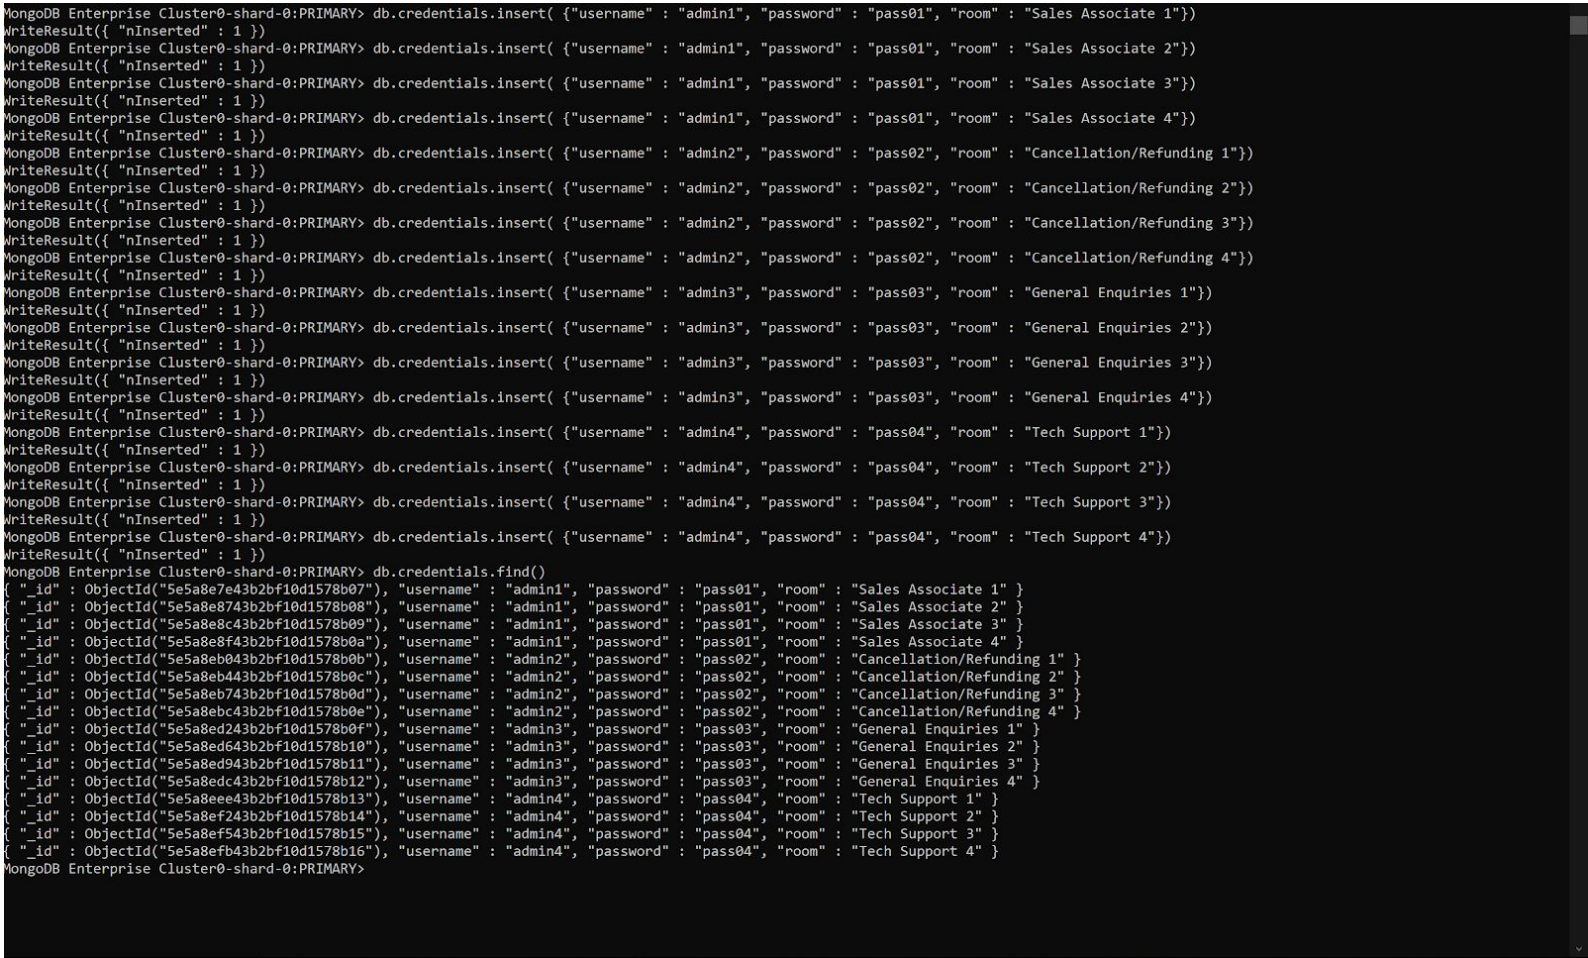 MongoDB Enterprise Cluster0-shard-0:PRIMARY> db.credentials.insert( {"username" : "admin1", "password" : "pass01", "room" : "Sales Associate 1"})
WriteResult({ "nInserted" : 1 })
MongoDB Enterprise Cluster0-shard-0:PRIMARY> db.credentials.insert( {"username" : "admin1", "password" : "pass01", "room" : "Sales Associate 2"})
WriteResult({ "nInserted" : 1 })
MongoDB Enterprise Cluster0-shard-0:PRIMARY> db.credentials.insert( {"username" : "admin1", "password" : "pass01", "room" : "Sales Associate 3"})
WriteResult({ "nInserted" : 1 })
MongoDB Enterprise Cluster0-shard-0:PRIMARY> db.credentials.insert( {"username" : "admin1", "password" : "pass01", "room" : "Sales Associate 4"})
WriteResult({ "nInserted" : 1 })
MongoDB Enterprise Cluster0-shard-0:PRIMARY> db.credentials.insert( {"username" : "admin2", "password" : "pass02", "room" : "Cancellation/Refunding 1"})
WriteResult({ "nInserted" : 1 })
MongoDB Enterprise Cluster0-shard-0:PRIMARY> db.credentials.insert( {"username" : "admin2", "password" : "pass02", "room" : "Cancellation/Refunding 2"})
WriteResult({ "nInserted" : 1 })
MongoDB Enterprise Cluster0-shard-0:PRIMARY> db.credentials.insert( {"username" : "admin2", "password" : "pass02", "room" : "Cancellation/Refunding 3"})
WriteResult({ "nInserted" : 1 })
MongoDB Enterprise Cluster0-shard-0:PRIMARY> db.credentials.insert( {"username" : "admin2", "password" : "pass02", "room" : "Cancellation/Refunding 4"})
WriteResult({ "nInserted" : 1 })
MongoDB Enterprise Cluster0-shard-0:PRIMARY> db.credentials.insert( {"username" : "admin3", "password" : "pass03", "room" : "General Enquiries 1"})
WriteResult({ "nInserted" : 1 })
MongoDB Enterprise Cluster0-shard-0:PRIMARY> db.credentials.insert( {"username" : "admin3", "password" : "pass03", "room" : "General Enquiries 2"})
WriteResult({ "nInserted" : 1 })
MongoDB Enterprise Cluster0-shard-0:PRIMARY> db.credentials.insert( {"username" : "admin3", "password" : "pass03", "room" : "General Enquiries 3"})
WriteResult({ "nInserted" : 1 })
MongoDB Enterprise Cluster0-shard-0:PRIMARY> db.credentials.insert( {"username" : "admin3", "password" : "pass03", "room" : "General Enquiries 4"})
WriteResult({ "nInserted" : 1 })
MongoDB Enterprise Cluster0-shard-0:PRIMARY> db.credentials.insert( {"username" : "admin4", "password" : "pass04", "room" : "Tech Support 1"})
WriteResult({ "nInserted" : 1 })
MongoDB Enterprise Cluster0-shard-0:PRIMARY> db.credentials.insert( {"username" : "admin4", "password" : "pass04", "room" : "Tech Support 2"})
WriteResult({ "nInserted" : 1 })
MongoDB Enterprise Cluster0-shard-0:PRIMARY> db.credentials.insert( {"username" : "admin4", "password" : "pass04", "room" : "Tech Support 3"})
WriteResult({ "nInserted" : 1 })
MongoDB Enterprise Cluster0-shard-0:PRIMARY> db.credentials.insert( {"username" : "admin4", "password" : "pass04", "room" : "Tech Support 4"})
WriteResult({ "nInserted" : 1 })
MongoDB Enterprise Cluster0-shard-0:PRIMARY> db.credentials.find()
{ "_id" : ObjectId("5e5a8e7e43b2bf10d1578b07"), "username" : "admin1", "password" : "pass01", "room" : "Sales Associate 1" }
{ "_id" : ObjectId("5e5a8e8743b2bf10d1578b08"), "username" : "admin1", "password" : "pass01", "room" : "Sales Associate 2" }
{ "_id" : ObjectId("5e5a8e8c43b2bf10d1578b09"), "username" : "admin1", "password" : "pass01", "room" : "Sales Associate 3" }
{ "_id" : ObjectId("5e5a8e8f43b2bf10d1578b0a"), "username" : "admin1", "password" : "pass01", "room" : "Sales Associate 4" }
{ "_id" : ObjectId("5e5a8eb043b2bf10d1578b0b"), "username" : "admin2", "password" : "pass02", "room" : "Cancellation/Refunding 1" }
{ "_id" : ObjectId("5e5a8eb443b2bf10d1578b0c"), "username" : "admin2", "password" : "pass02", "room" : "Cancellation/Refunding 2" }
{ "_id" : ObjectId("5e5a8eb743b2bf10d1578b0d"), "username" : "admin2", "password" : "pass02", "room" : "Cancellation/Refunding 3" }
{ "_id" : ObjectId("5e5a8ebc43b2bf10d1578b0e"), "username" : "admin2", "password" : "pass02", "room" : "Cancellation/Refunding 4" }
{ "_id" : ObjectId("5e5a8ed243b2bf10d1578b0f"), "username" : "admin3", "password" : "pass03", "room" : "General Enquiries 1" }
{ "_id" : ObjectId("5e5a8ed643b2bf10d1578b10"), "username" : "admin3", "password" : "pass03", "room" : "General Enquiries 2" }
{ "_id" : ObjectId("5e5a8ed943b2bf10d1578b11"), "username" : "admin3", "password" : "pass03", "room" : "General Enquiries 3" }
{ "_id" : ObjectId("5e5a8edc43b2bf10d1578b12"), "username" : "admin3", "password" : "pass03", "room" : "General Enquiries 4" }
{ "_id" : ObjectId("5e5a8eee43b2bf10d1578b13"), "username" : "admin4", "password" : "pass04", "room" : "Tech Support 1" }
{ "_id" : ObjectId("5e5a8ef243b2bf10d1578b14"), "username" : "admin4", "password" : "pass04", "room" : "Tech Support 2" }
{ "_id" : ObjectId("5e5a8ef543b2bf10d1578b15"), "username" : "admin4", "password" : "pass04", "room" : "Tech Support 3" }
{ "_id" : ObjectId("5e5a8efb43b2bf10d1578b16"), "username" : "admin4", "password" : "pass04", "room" : "Tech Support 4" }
MongoDB Enterprise Cluster0-shard-0:PRIMARY>